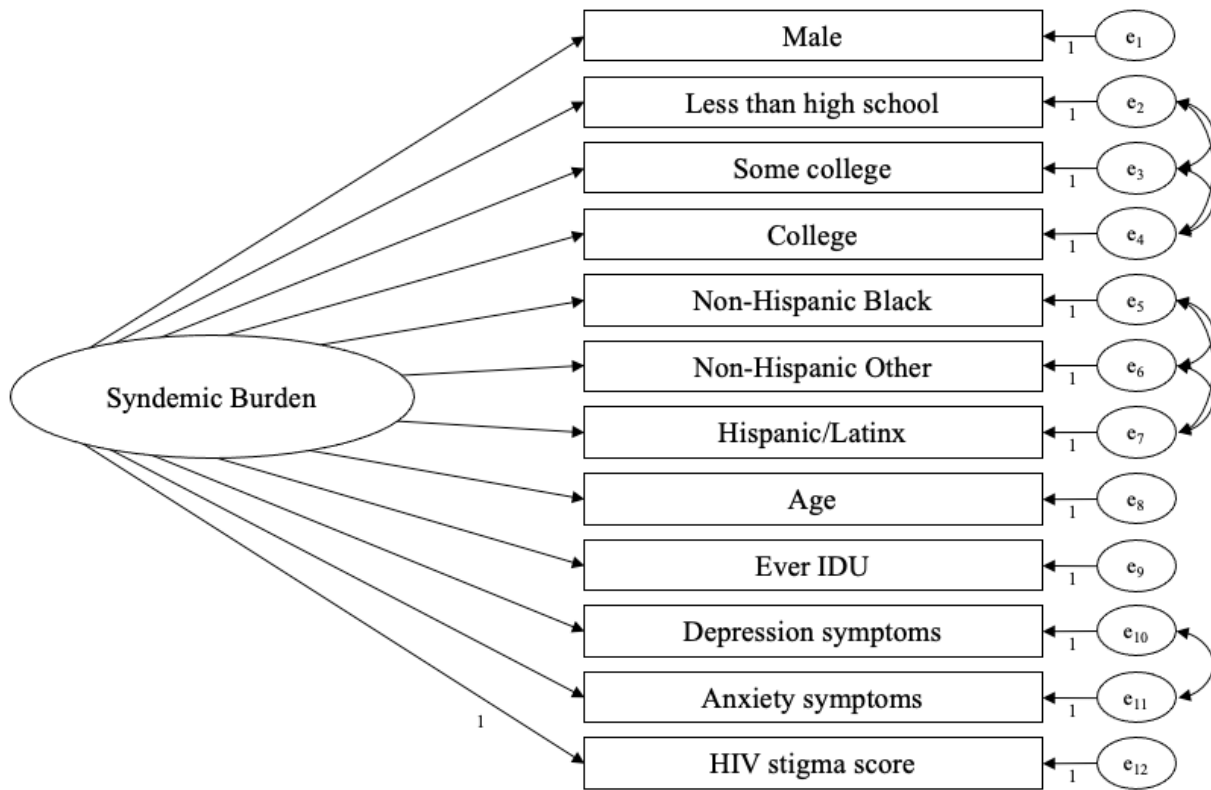 Male
1
e₁
Less than high school
1
e₂
Some college
1
e₃
College
1
e₄
Non-Hispanic Black
1
e₅
Non-Hispanic Other
1
e₆
Syndemic Burden
Hispanic/Latinx
1
e₇
Age
1
e₈
Ever IDU
1
e₉
Depression symptoms
1
e₁₀
Anxiety symptoms
1
e₁₁
1
HIV stigma score
1
e₁₂